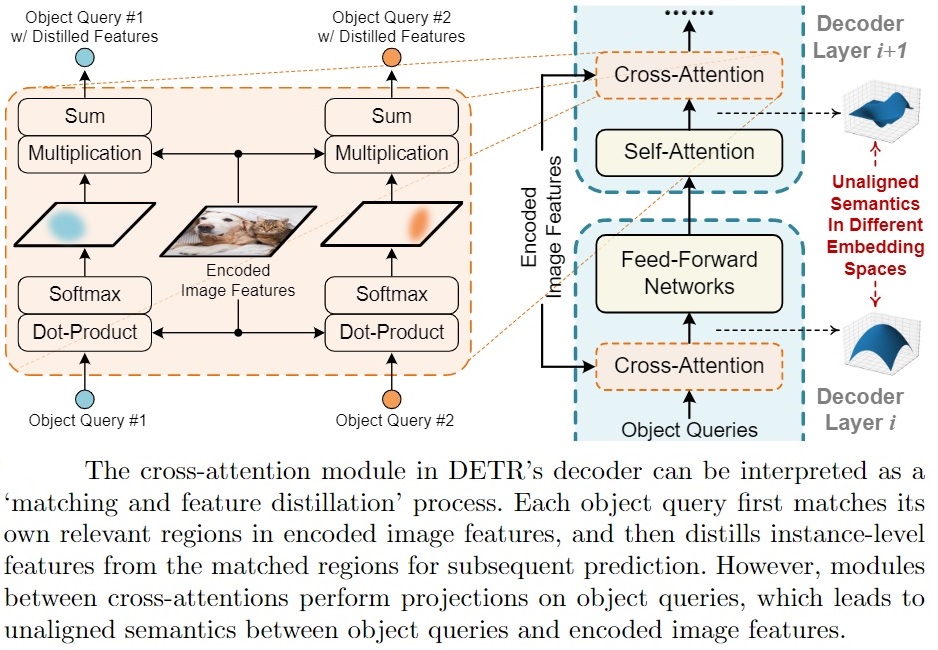 Object Query #1
w/ Distilled Features
Object Query #2
w/ Distilled Features
Sum
Multiplication
Sum
Multiplication
Encoded
Image Features
Softmax
Dot-Product
Softmax
Dot-Product
Object Query #1
Object Query #2
......
Cross-Attention
Self-Attention
Encoded
Image Features
Feed-Forward
Networks
Cross-Attention
Object Queries
Decoder
Layer i+1
Unaligned
Semantics
In Different
Embedding
Spaces
Decoder
Layer i
The cross-attention module in DETR's decoder can be interpreted as a
‘matching and feature distillation’ process. Each object query first matches its
own relevant regions in encoded image features, and then distills instance-level
features from the matched regions for subsequent prediction. However, modules
between cross-attentions perform projections on object queries, which leads to
unaligned semantics between object queries and encoded image features.